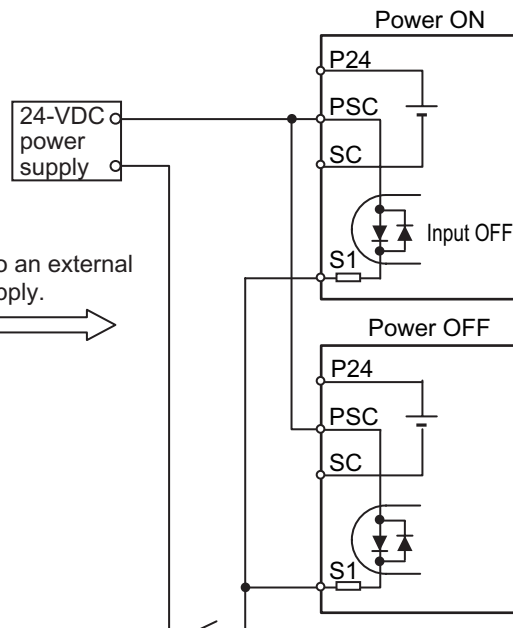 Power ON
P24
24-VDC
power
supply
PSC
SC
Input OFF
S1
o an external
pply.
Power OFF
P24
PSC
SC
S1